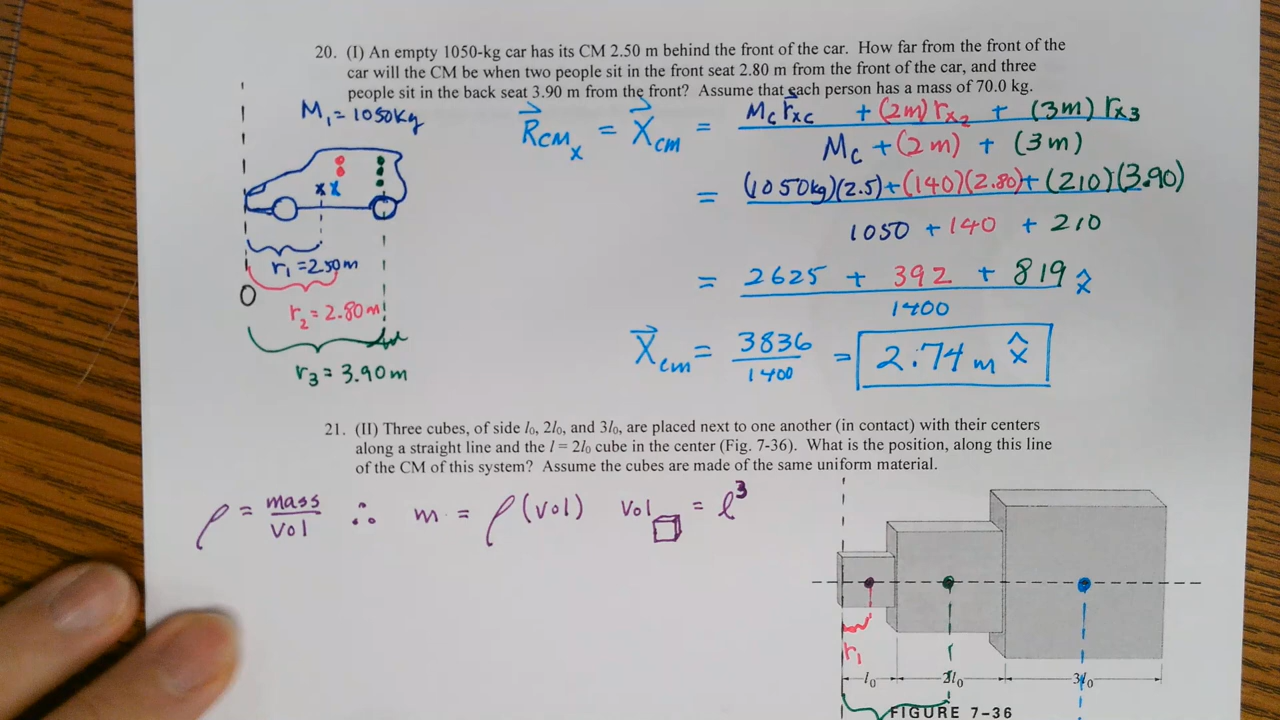 20. (I) An empty 1050-kg car has its CM 2.50 m behind the front of the car. How far from the front of the
car will the CM be when two people sit in the front seat 2.80 m from the front of the car, and three
people sit in the back seat 3.90 m from the front? Assume that each person has a mass of 70.0 kg.
M₁ = 1050kg
r₁ = 2.50m
O
r₂ = 2.80m
r₃ = 3.90m
R⃗CMₓ = X⃗cm = Mc r⃗xc + (2m) rx₂ + (3m) rx₃
Mc + (2m) + (3m)
= (1050kg)(2.5) + (140)(2.80) + (210)(3.90)
1050 + 140 + 210
= 2625 + 392 + 819 x̂
1400
X⃗cm = 3836 = 2.74 m x̂
1400
21. (II) Three cubes, of side l₀, 2l₀, and 3l₀, are placed next to one another (in contact) with their centers
along a straight line and the l = 2l₀ cube in the center (Fig. 7-36). What is the position, along this line
of the CM of this system? Assume the cubes are made of the same uniform material.
ρ = mass ∴ m = ρ(vol) vol = l³
vol
r₁
l₀ 2l₀ 3l₀
FIGURE 7-36